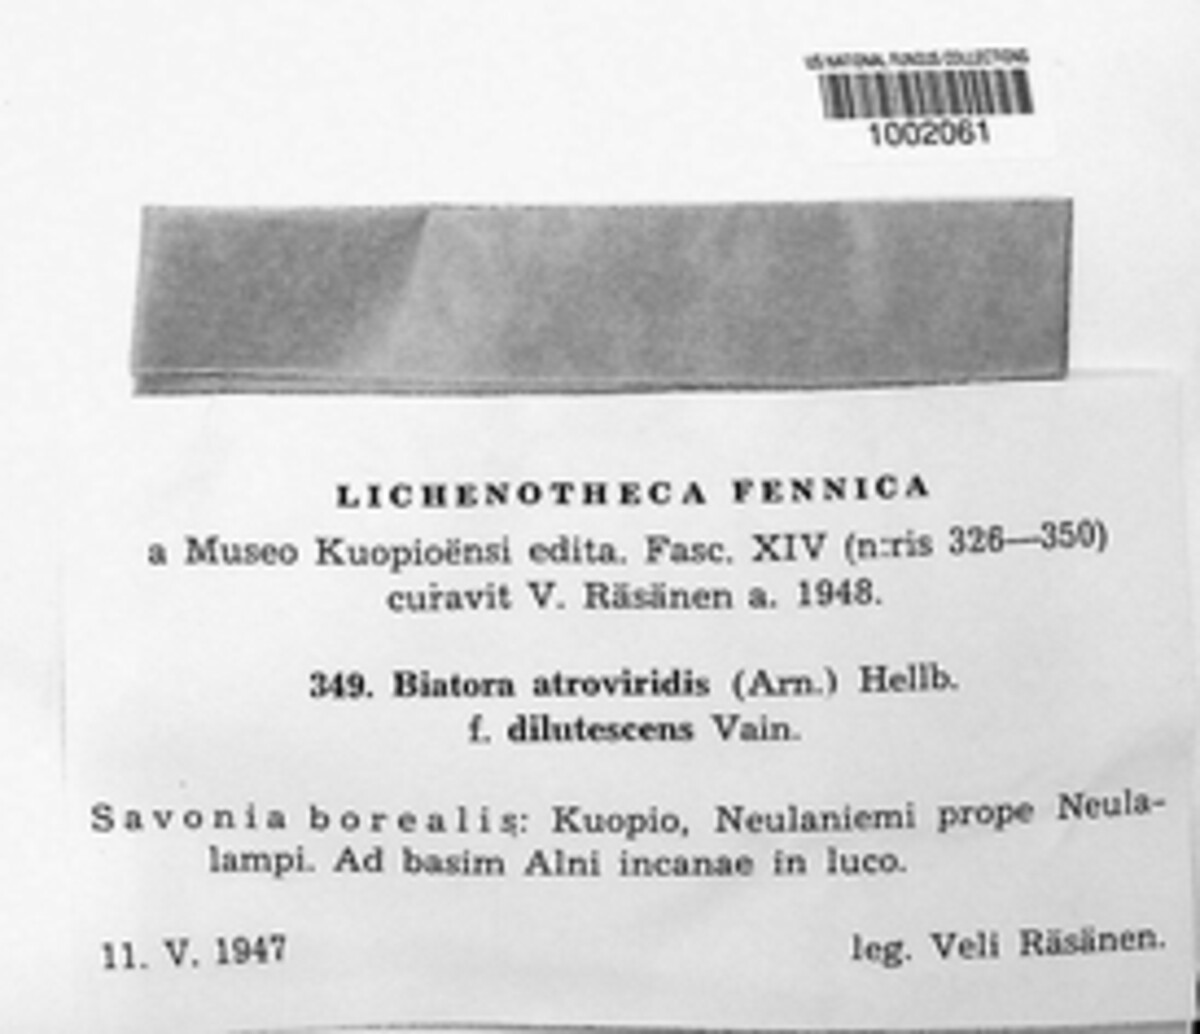 US NATIONAL FUNGUS COLLECTIONS
1002061
LICHENOTHECA FENNICA
a Museo Kuopioënsi edita. Fasc. XIV (n:ris 326—350)
curavit V. Räsänen a. 1948.
349. Biatora atroviridis (Arn.) Hellb.
f. dilutescens Vain.
Savonia borealis: Kuopio, Neulaniemi prope Neula-
lampi. Ad basim Alni incanae in luco.
11. V. 1947 leg. Veli Räsänen.